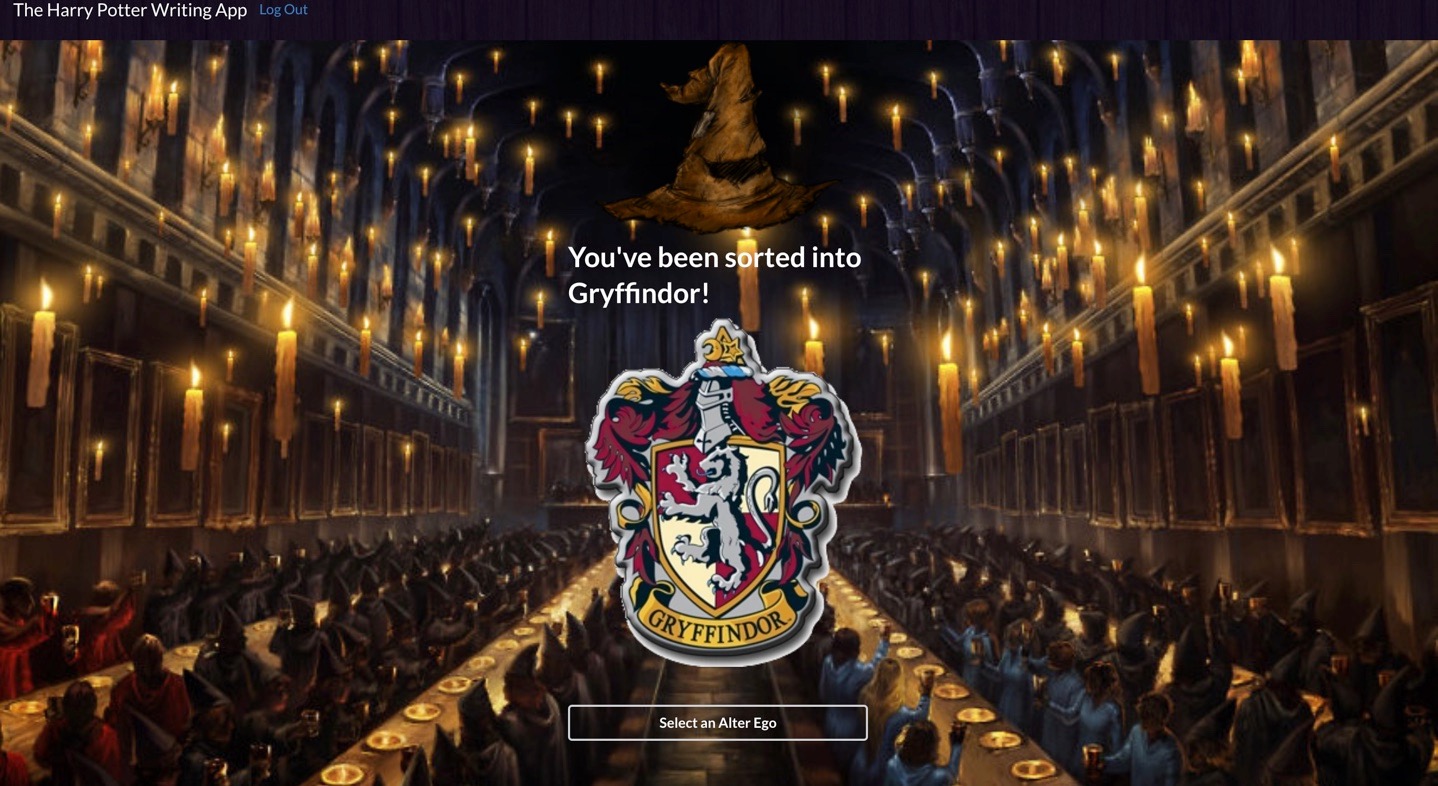 The Harry Potter Writing App Log Out
You've been sorted into
Gryffindor!
GRYFFINDOR
Select an Alter Ego